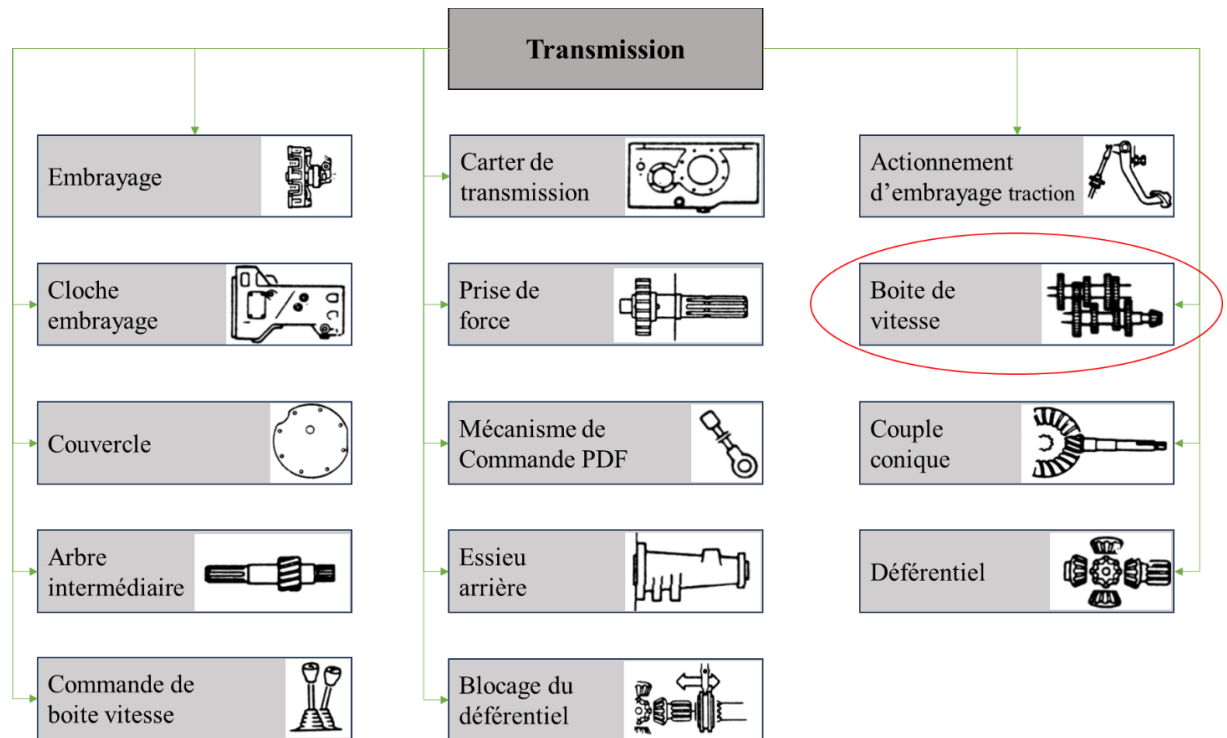 Transmission
Embrayage
Carter de
transmission
Actionnement
d’embrayage traction
Cloche
embrayage
Prise de
force
Boite de
vitesse
Couvercle
Mécanisme de
Commande PDF
Couple
conique
Arbre
intermédiaire
Essieu
arrière
Déférentiel
Commande de
boite vitesse
Blocage du
déférentiel